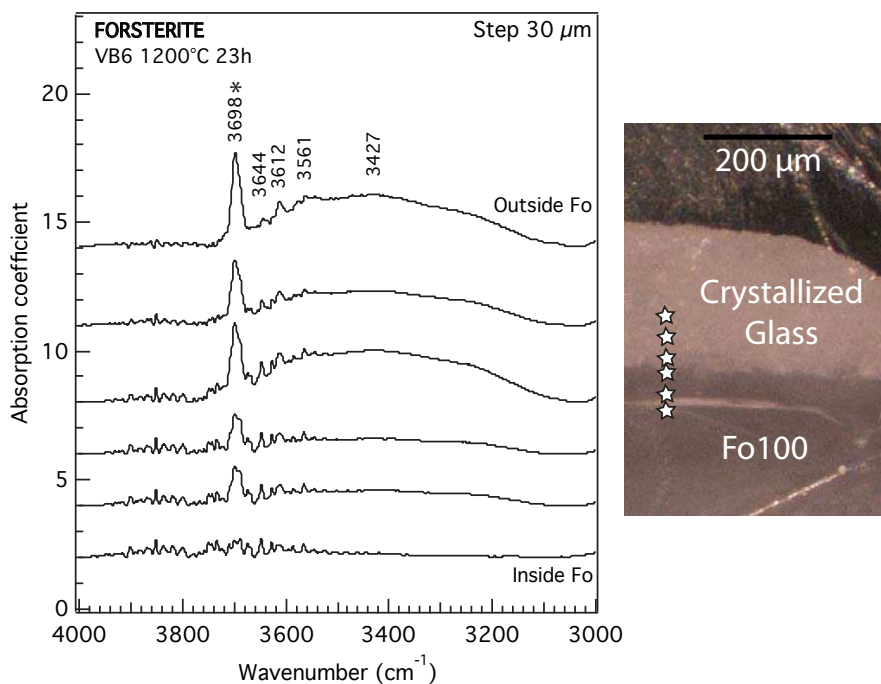 FORSTERITE
VB6 1200°C 23h
Step 30 µm
3698*
3644
3612
3561
3427
Outside Fo
Inside Fo
20
15
10
5
0
Absorption coefficient
4000 3800 3600 3400 3200 3000
Wavenumber (cm⁻¹)
200 µm
Crystallized
Glass
Fo100